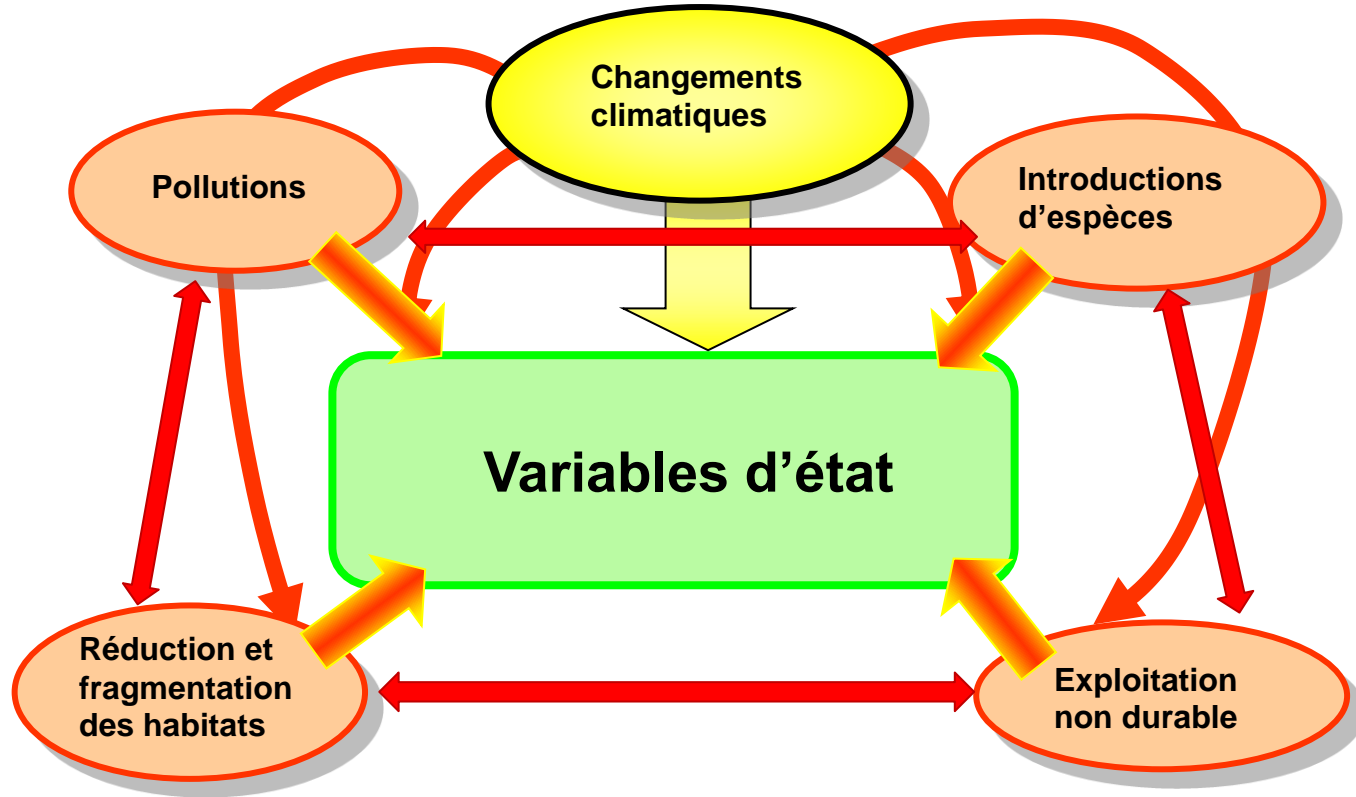 Changements
climatiques
Pollutions
Introductions
d’espèces
Variables d’état
Réduction et
fragmentation
des habitats
Exploitation
non durable